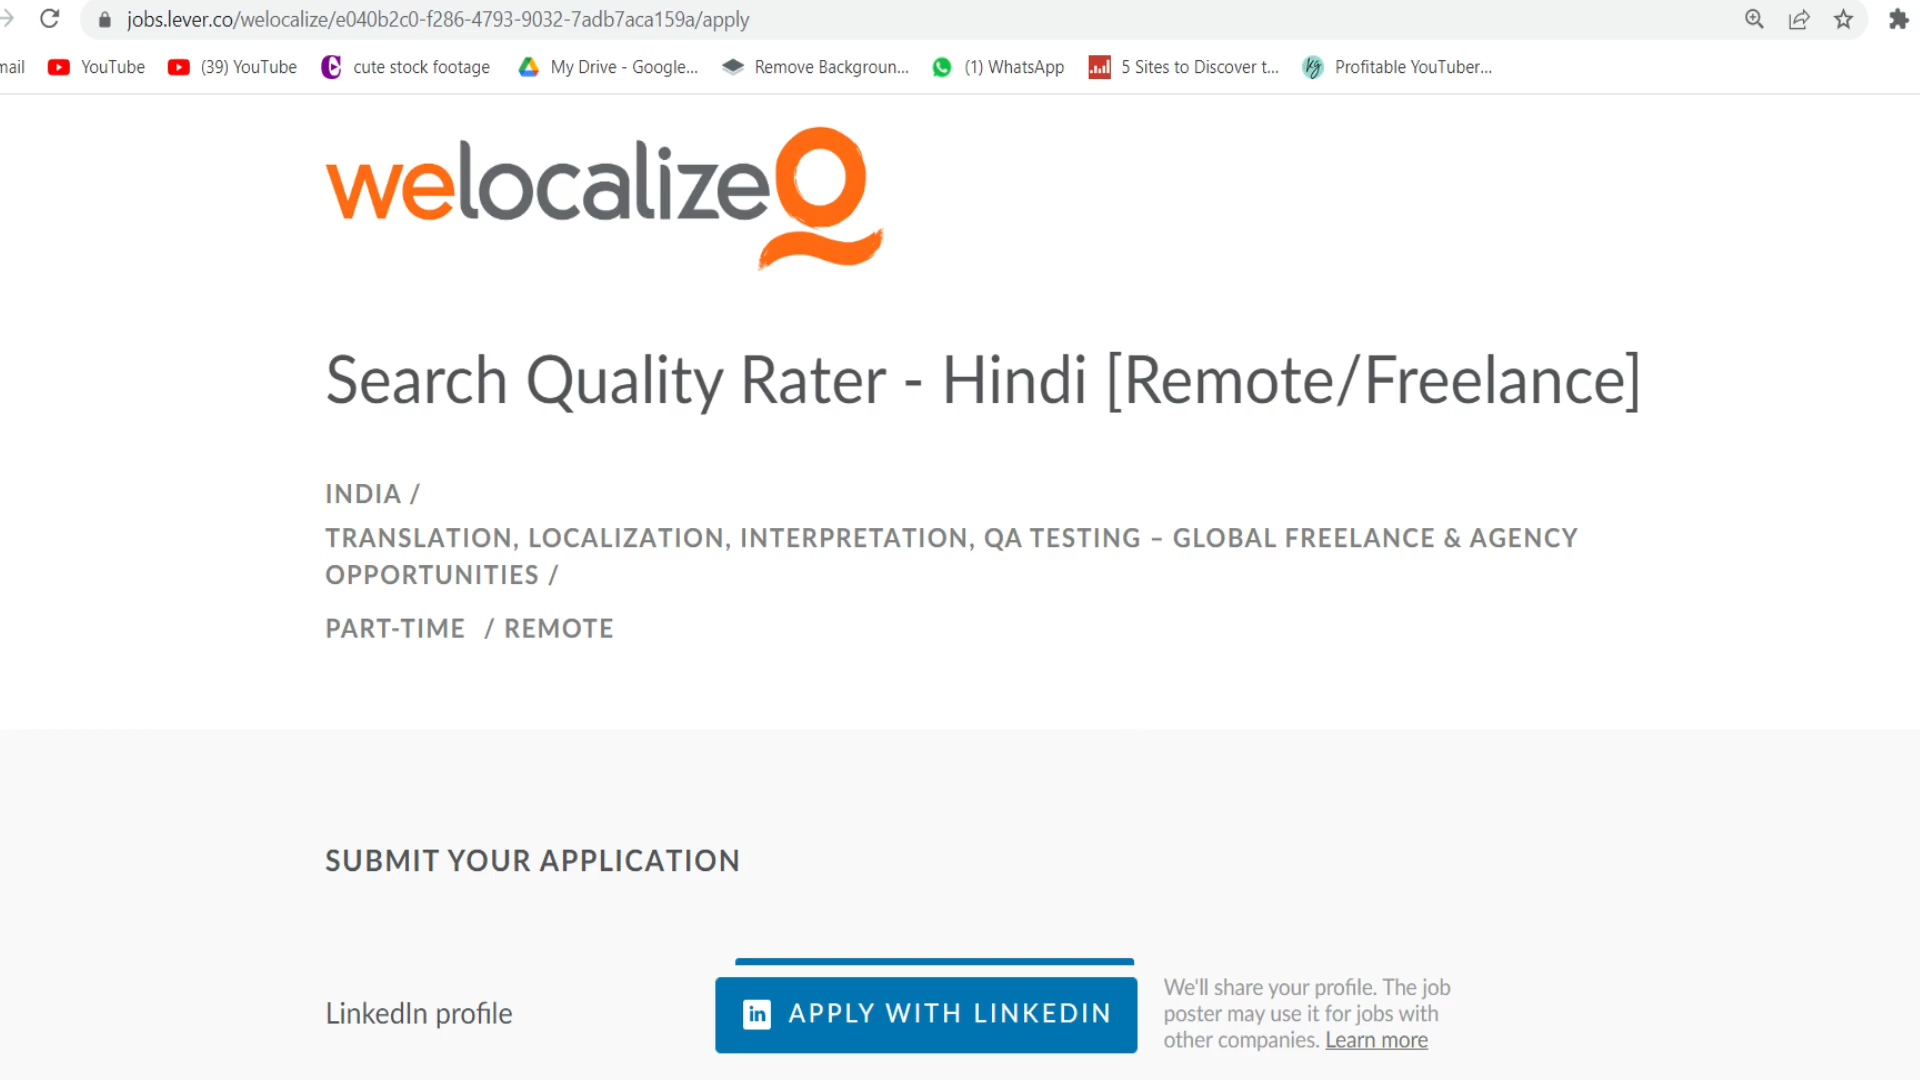 jobs.lever.co/welocalize/e040b2c0-f286-4793-9032-7adb7aca159a/apply
mail YouTube (39) YouTube cute stock footage My Drive - Google... Remove Backgroun... (1) WhatsApp 5 Sites to Discover t... Kg Profitable YouTuber...
welocalize
Search Quality Rater - Hindi [Remote/Freelance]
INDIA /
TRANSLATION, LOCALIZATION, INTERPRETATION, QA TESTING – GLOBAL FREELANCE & AGENCY
OPPORTUNITIES /
PART-TIME / REMOTE
SUBMIT YOUR APPLICATION
LinkedIn profile
in APPLY WITH LINKEDIN
We'll share your profile. The job
poster may use it for jobs with
other companies. Learn more